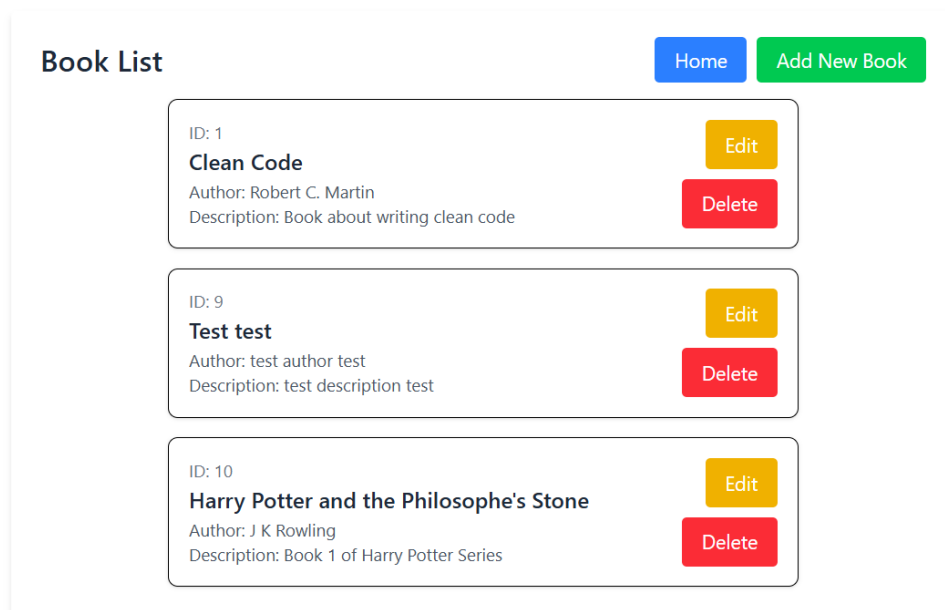 Book List
Home
Add New Book
ID: 1
Clean Code
Author: Robert C. Martin
Description: Book about writing clean code
Edit
Delete
ID: 9
Test test
Author: test author test
Description: test description test
Edit
Delete
ID: 10
Harry Potter and the Philosophe's Stone
Author: J K Rowling
Description: Book 1 of Harry Potter Series
Edit
Delete